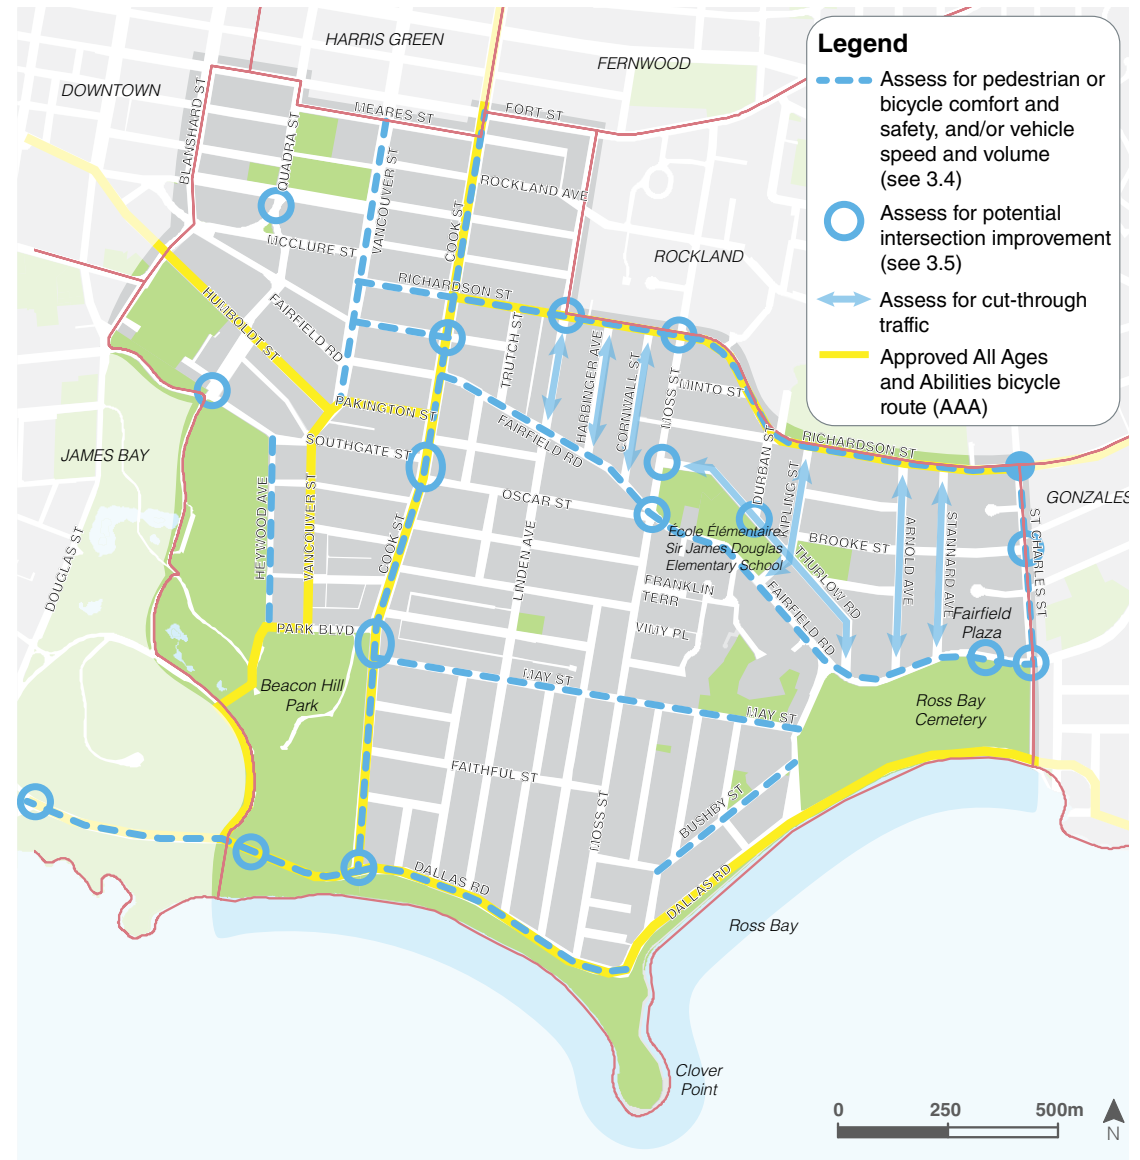 HARRIS GREEN
FERNWOOD
DOWNTOWN
Legend
Assess for pedestrian or
bicycle comfort and
safety, and/or vehicle
speed and volume
(see 3.4)
Assess for potential
intersection improvement
(see 3.5)
Assess for cut-through
traffic
Approved All Ages
and Abilities bicycle
route (AAA)
MEARES ST
FORT ST
BLANSHARD ST
QUADRA ST
VANCOUVER ST
COOK ST
ROCKLAND AVE
MCCLURE ST
ROCKLAND
RICHARDSON ST
HUMBOLDT ST
FAIRFIELD RD
TRUTCH ST
HARBINGER AVE
CORNWALL ST
MOSS ST
MINTO ST
PAKINGTON ST
SOUTHGATE ST
FAIRFIELD RD
DURBAN ST
RICHARDSON ST
JAMES BAY
KIPLING ST
GONZALES
HEYWOOD AVE
VANCOUVER ST
COOK ST
OSCAR ST
LINDEN AVE
École Élémentaire
Sir James Douglas
Elementary School
BROOKE ST
ARNOLD AVE
STANNARD AVE
ST CHARLES ST
DOUGLAS ST
FRANKLIN
TERR
THURLOW RD
FAIRFIELD RD
Fairfield
Plaza
PARK BLVD
VIMY PL
Beacon Hill
Park
MAY ST
MAY ST
Ross Bay
Cemetery
FAITHFUL ST
MOSS ST
BUSHBY ST
DALLAS RD
DALLAS RD
Ross Bay
Clover
Point
0 250 500m
N